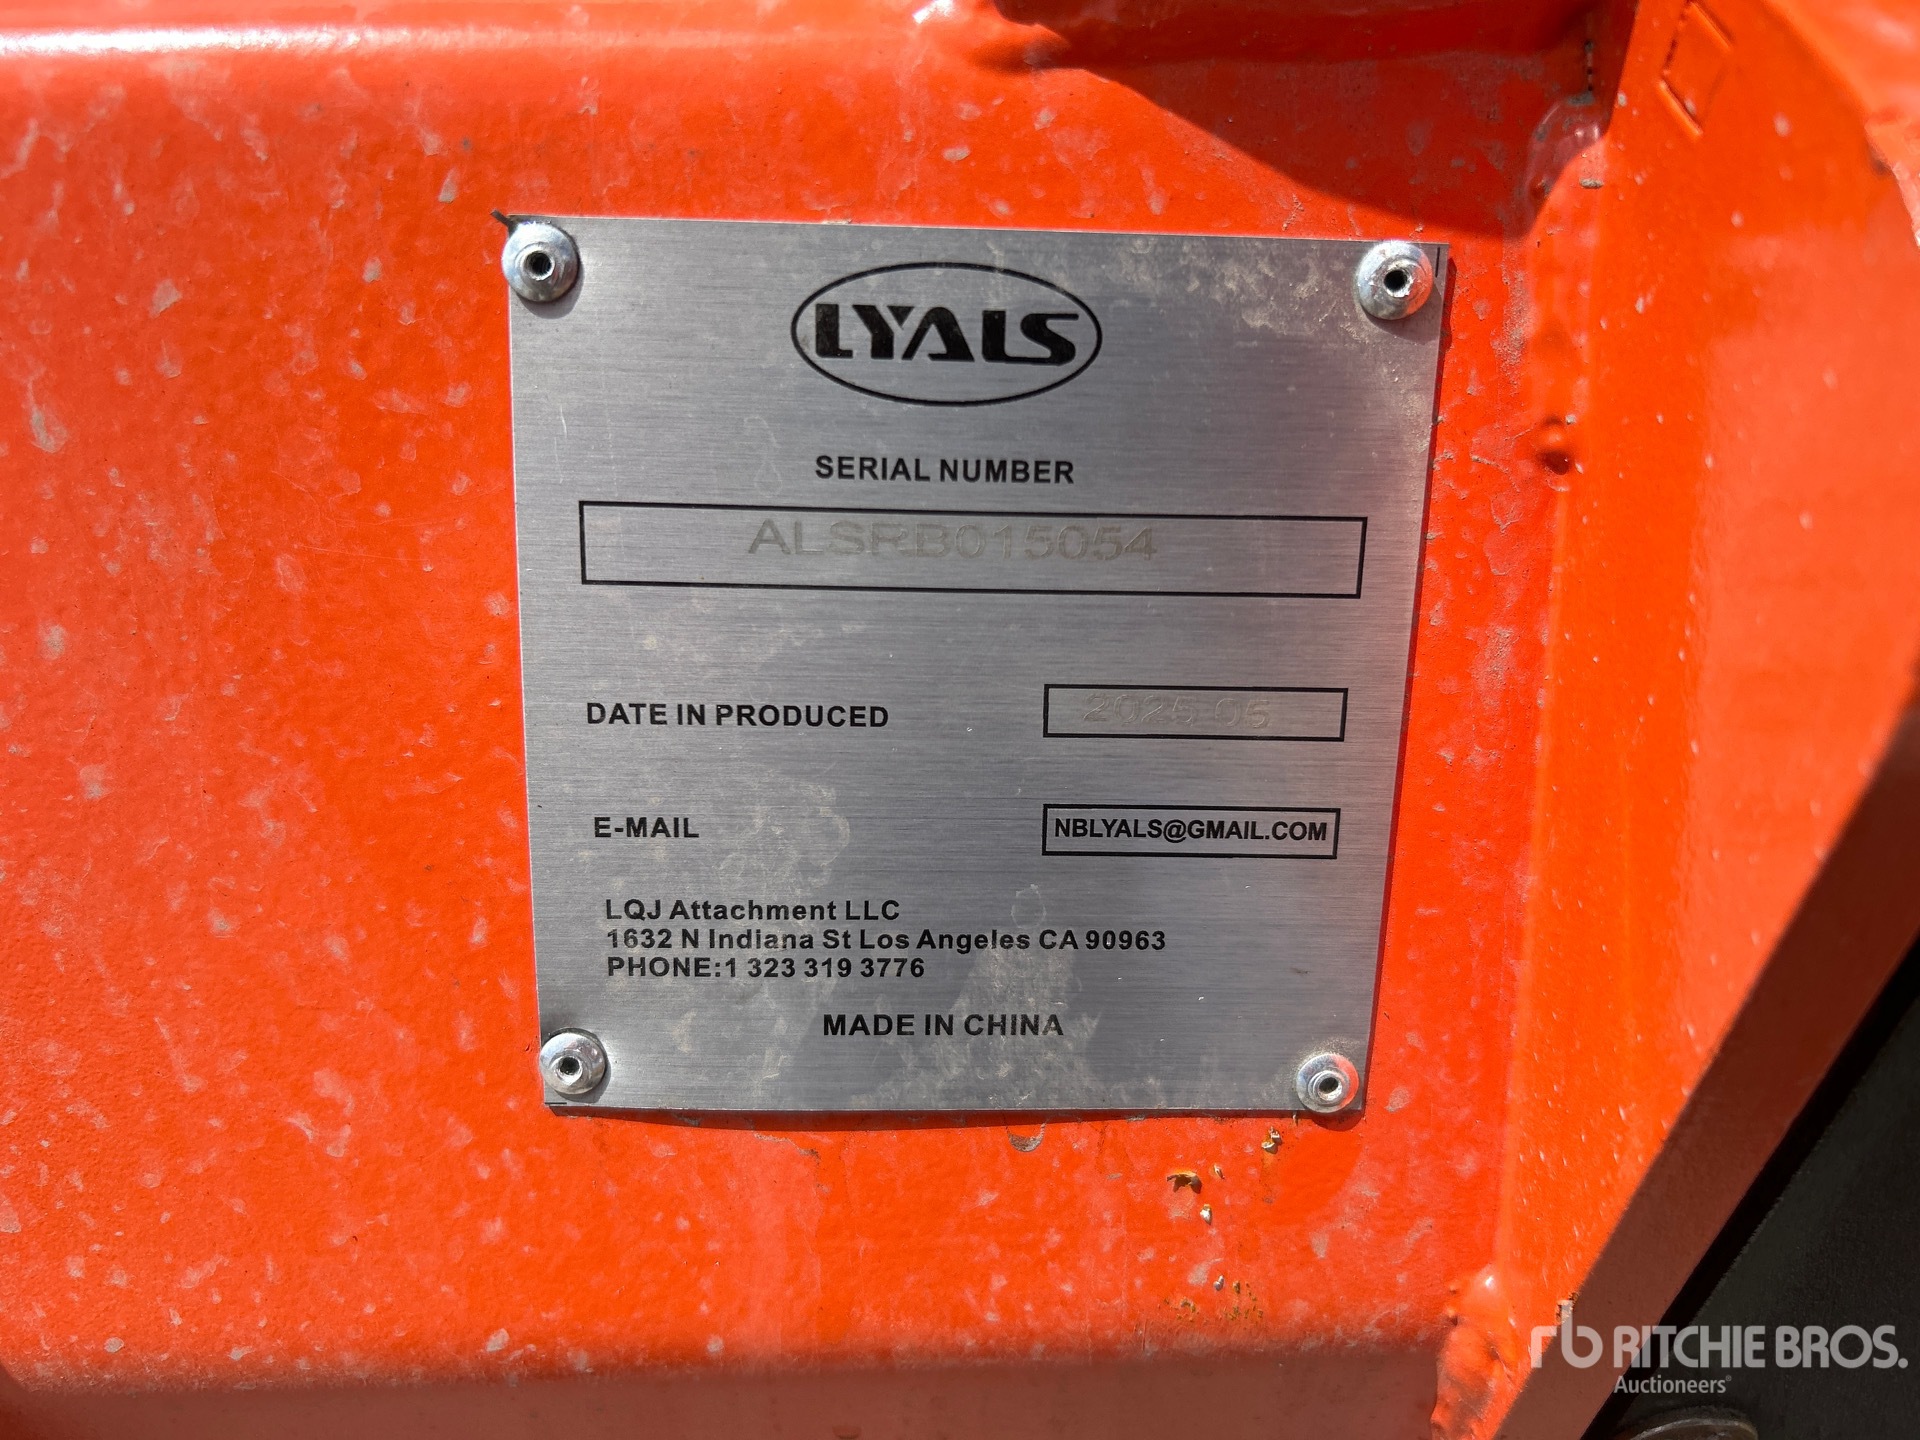 LYALS
SERIAL NUMBER
ALSRB015054
DATE IN PRODUCED
2025 05
E-MAIL
NBLYALS@GMAIL.COM
LQJ Attachment LLC
1632 N Indiana St Los Angeles CA 90963
PHONE:1 323 319 3776
MADE IN CHINA
rb RITCHIE BROS.
Auctioneers